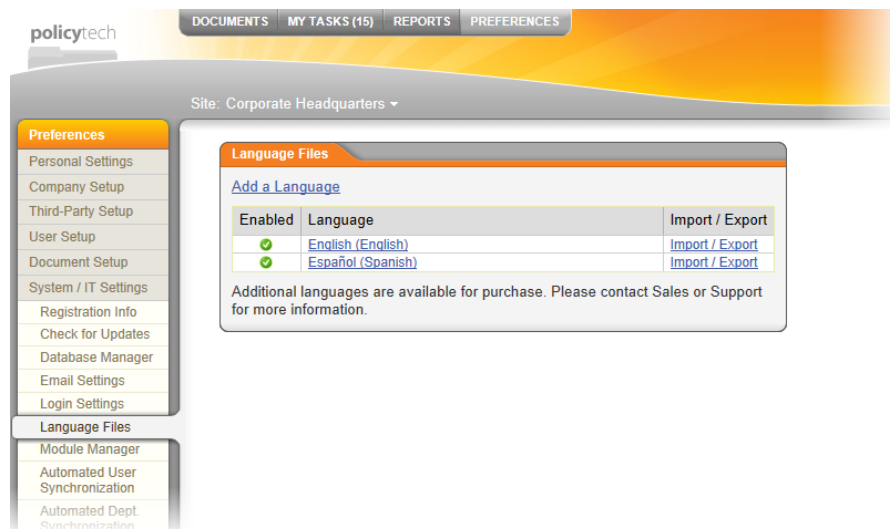 policytech
DOCUMENTS MY TASKS (15) REPORTS PREFERENCES
Site: Corporate Headquarters
Preferences
Personal Settings
Company Setup
Third-Party Setup
User Setup
Document Setup
System / IT Settings
Registration Info
Check for Updates
Database Manager
Email Settings
Login Settings
Language Files
Module Manager
Automated User
Synchronization
Automated Dept.
Synchronization
Language Files
Add a Language
Enabled Language Import / Export
English (English) Import / Export
Español (Spanish) Import / Export
Additional languages are available for purchase. Please contact Sales or Support
for more information.